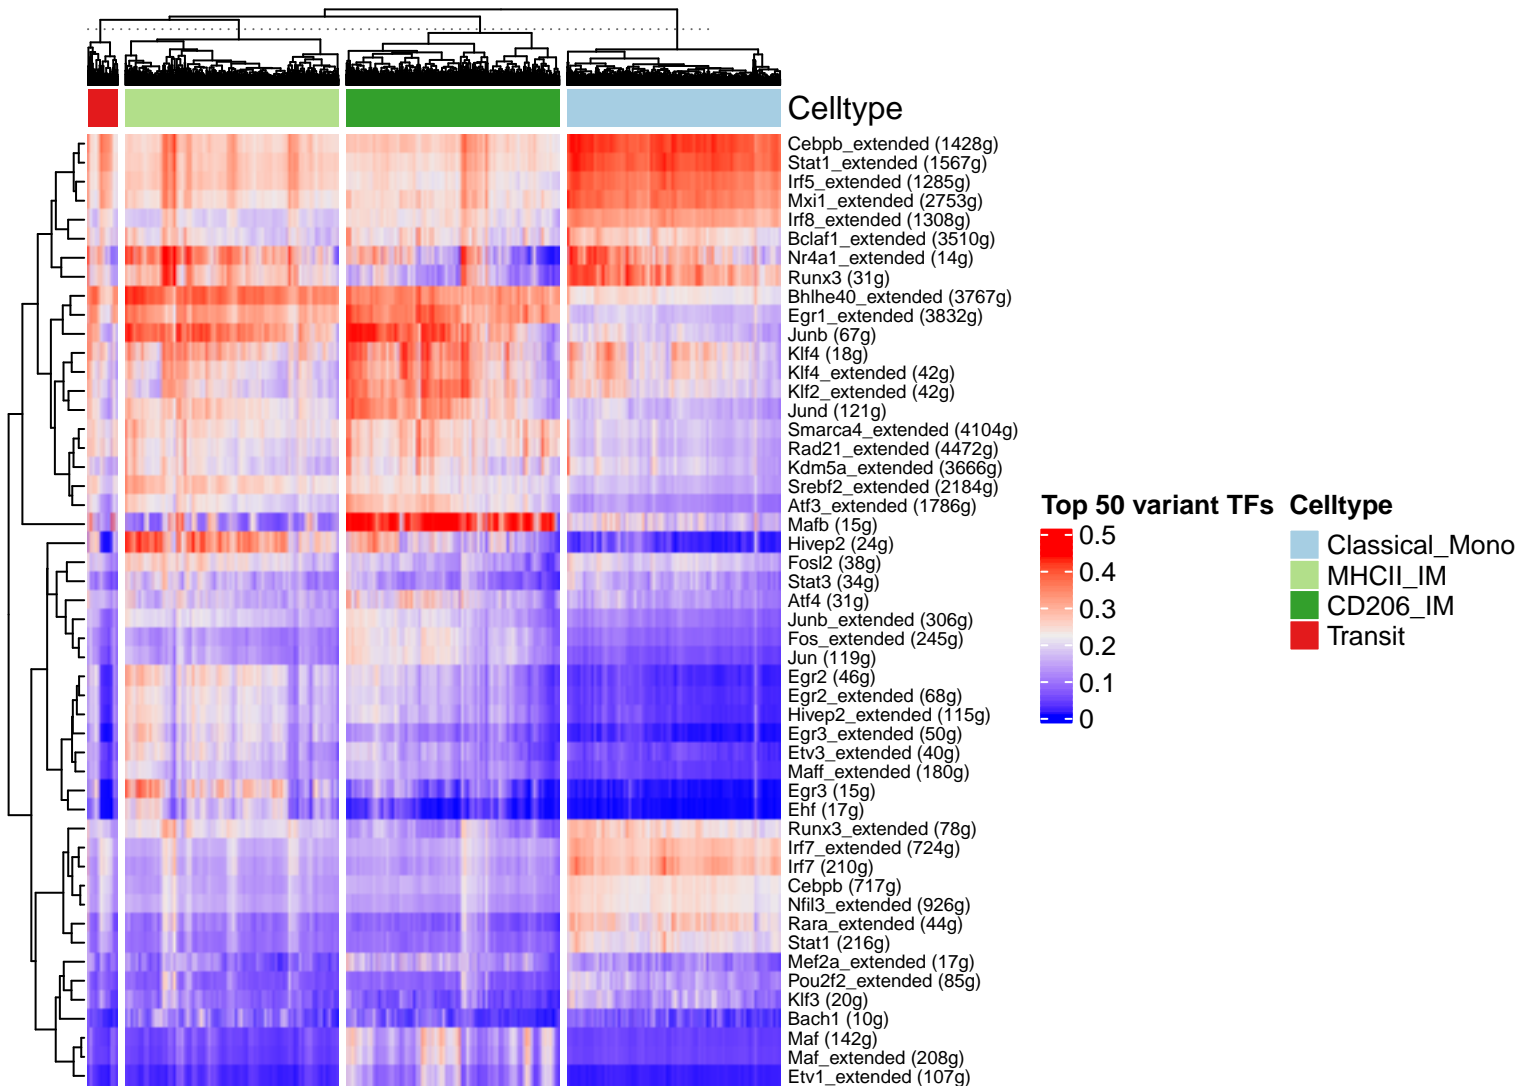 Celltype
Cebpb_extended (1428g)
Stat1_extended (1567g)
Irf5_extended (1285g)
Mxi1_extended (2753g)
Irf8_extended (1308g)
Bclaf1_extended (3510g)
Nr4a1_extended (14g)
Runx3 (31g)
Bhlhe40_extended (3767g)
Egr1_extended (3832g)
Junb (67g)
Klf4 (18g)
Klf4_extended (42g)
Klf2_extended (42g)
Jund (121g)
Smarca4_extended (4104g)
Rad21_extended (4472g)
Kdm5a_extended (3666g)
Srebf2_extended (2184g)
Atf3_extended (1786g)
Mafb (15g)
Hivep2 (24g)
Fosl2 (38g)
Stat3 (34g)
Atf4 (31g)
Junb_extended (306g)
Fos_extended (245g)
Jun (119g)
Egr2 (46g)
Egr2_extended (68g)
Hivep2_extended (115g)
Egr3_extended (50g)
Etv3_extended (40g)
Maff_extended (180g)
Egr3 (15g)
Ehf (17g)
Runx3_extended (78g)
Irf7_extended (724g)
Irf7 (210g)
Cebpb (717g)
Nfil3_extended (926g)
Rara_extended (44g)
Stat1 (216g)
Mef2a_extended (17g)
Pou2f2_extended (85g)
Klf3 (20g)
Bach1 (10g)
Maf (142g)
Maf_extended (208g)
Etv1_extended (107g)
Top 50 variant TFs
0.5
0.4
0.3
0.2
0.1
0
Celltype
Classical_Mono
MHCII_IM
CD206_IM
Transit